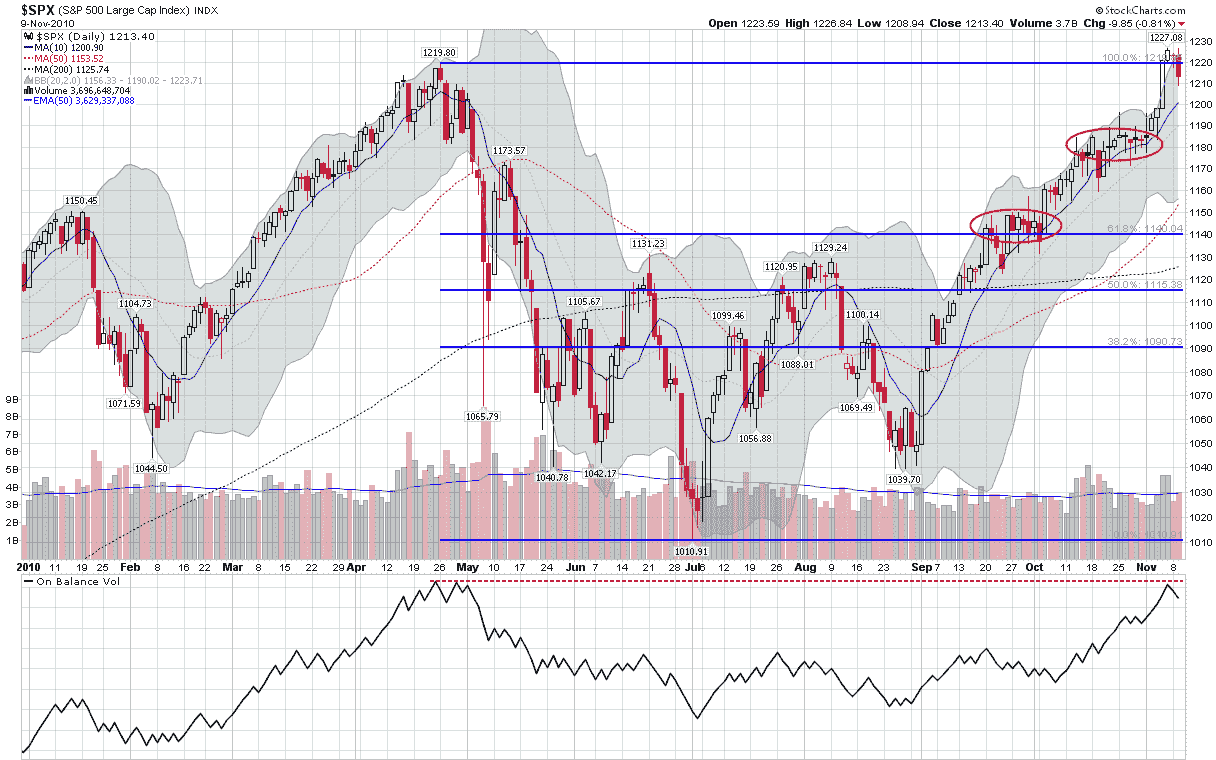 $SPX (S&P 500 Large Cap Index) INDX
© StockCharts.com
9-Nov-2010
Open 1223.59 High 1226.84 Low 1208.94 Close 1213.40 Volume 3.7B Chg -9.85 (-0.81%)
$SPX (Daily) 1213.40
MA(10) 1200.90
MA(50) 1153.52
MA(200) 1125.74
BB(20,2.0) 1156.33 - 1190.02 - 1223.71
Volume 3,696,648,704
EMA(50) 3,629,337,088
1227.08
1219.80
100.0%:
1173.57
1150.45
61.8%: 1140.04
1131.23
1129.24
1120.95
50.0%: 1115.38
1104.73
1105.67
1099.46
1100.14
38.2%: 1090.73
1088.01
1071.59
1065.79
1069.49
1056.88
1044.50
1040.78
1042.17
1039.70
0.0%: 1010.91
1010.91
1230
1220
1210
1200
1190
1180
1170
1160
1150
1140
1130
1120
1110
1100
1090
1080
1070
1060
1050
1040
1030
1020
1010
9B
8B
7B
6B
5B
4B
3B
2B
1B
2010 11 19 25 Feb 8 16 22 Mar 8 15 22 Apr 12 19 26 May 10 17 24 Jun 7 14 21 28 Jul 6 12 19 26 Aug 9 16 23 Sep 7 13 20 27 Oct 11 18 25 Nov 8
On Balance Vol